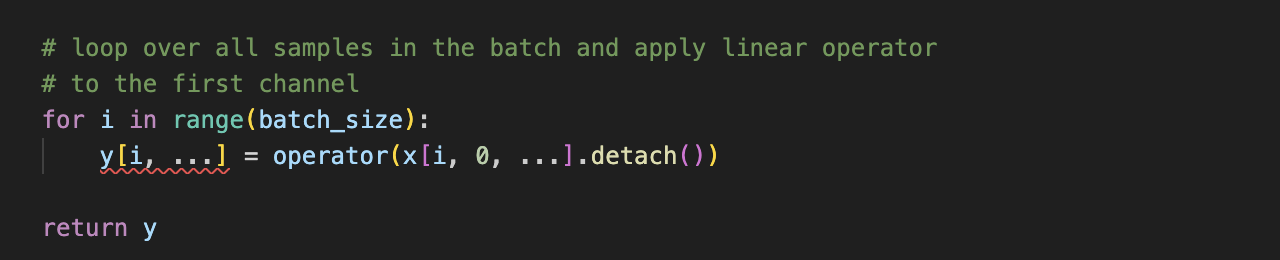 # loop over all samples in the batch and apply linear operator
# to the first channel
for i in range(batch_size):
    y[i, ...] = operator(x[i, 0, ...].detach())
return y